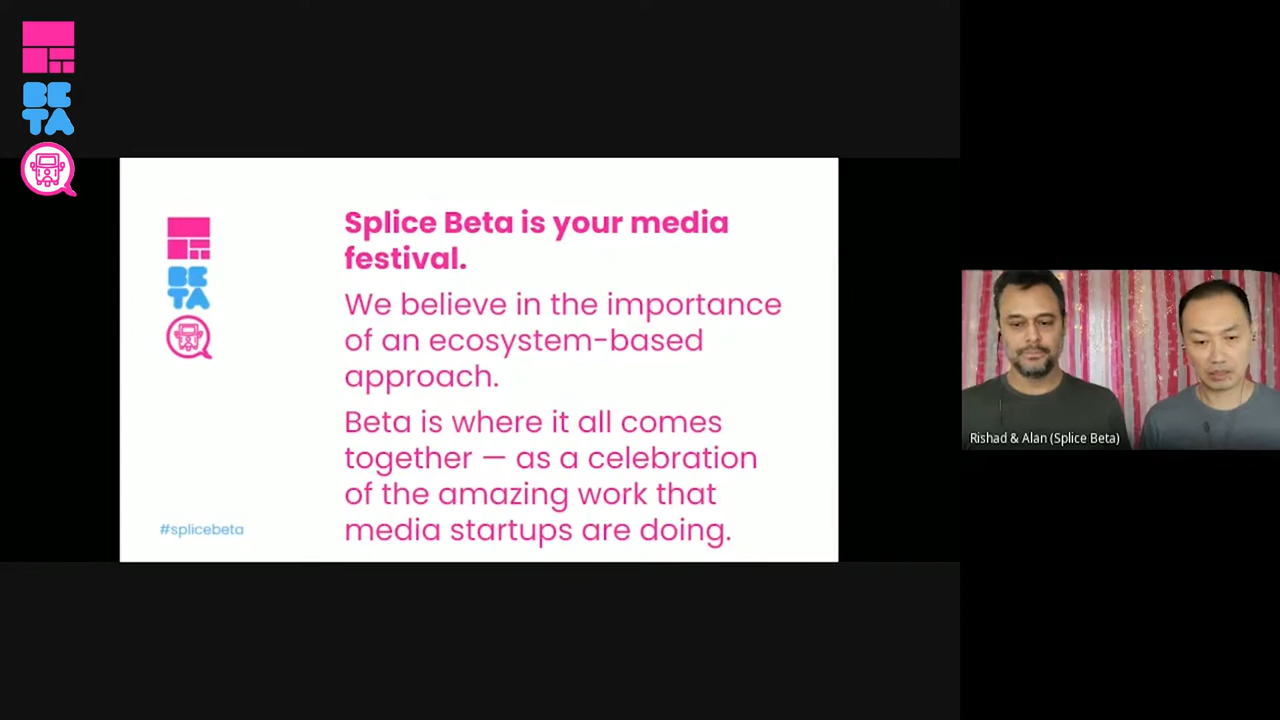 BE
TA
BE
TA
Splice Beta is your media
festival.
We believe in the importance
of an ecosystem-based
approach.
Beta is where it all comes
together — as a celebration
of the amazing work that
media startups are doing.
#splicebeta
Rishad & Alan (Splice Beta)